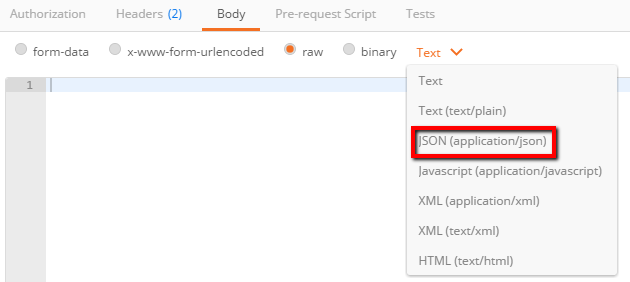 Authorization Headers (2) Body Pre-request Script Tests
form-data x-www-form-urlencoded raw binary Text
1
Text
Text (text/plain)
JSON (application/json)
Javascript (application/javascript)
XML (application/xml)
XML (text/xml)
HTML (text/html)